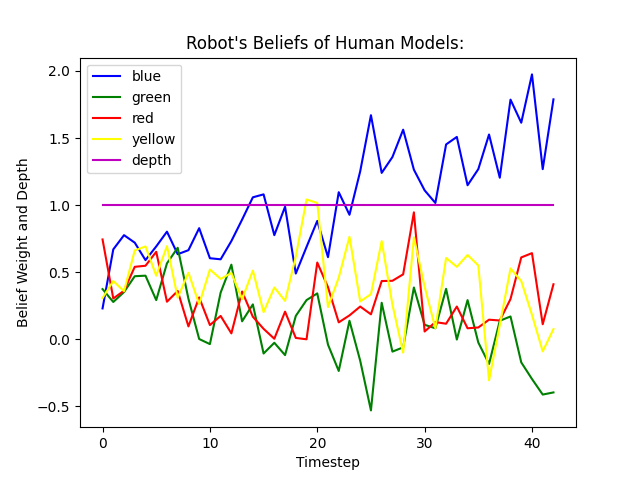 Robot's Beliefs of Human Models:
blue
green
red
yellow
depth
2.0
1.5
1.0
0.5
0.0
−0.5
Belief Weight and Depth
0 10 20 30 40
Timestep